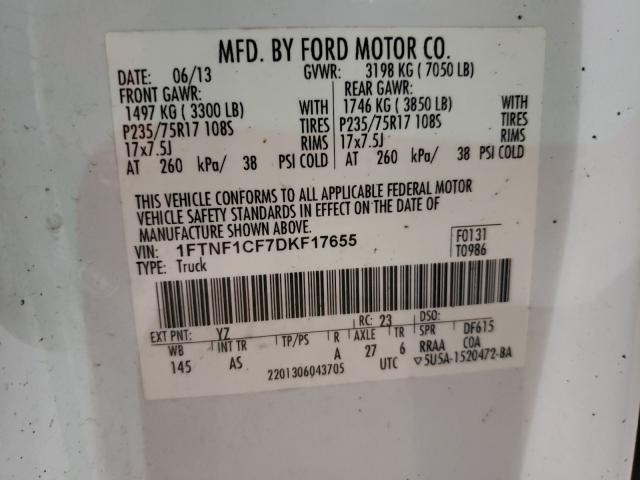 MFD. BY FORD MOTOR CO.
DATE: 06/13 GVWR: 3198 KG ( 7050 LB)
FRONT GAWR: REAR GAWR:
1497 KG ( 3300 LB) WITH 1746 KG ( 3850 LB) WITH
P235/75R17 108S TIRES P235/75R17 108S TIRES
17x7.5J RIMS 17x7.5J RIMS
AT 260 kPa/ 38 PSI COLD AT 260 kPa/ 38 PSI COLD
THIS VEHICLE CONFORMS TO ALL APPLICABLE FEDERAL MOTOR
VEHICLE SAFETY STANDARDS IN EFFECT ON THE DATE OF
MANUFACTURE SHOWN ABOVE.
VIN: 1FTNF1CF7DKF17655 F0131
TYPE: Truck T0986
EXT PNT: YZ RC: 23 DSO:
WB INT TR TP/PS R AXLE TR SPR DF615
145 AS A 27 6 RRAA COA
2201306043705 UTC ▽5U5A-1520472-BA